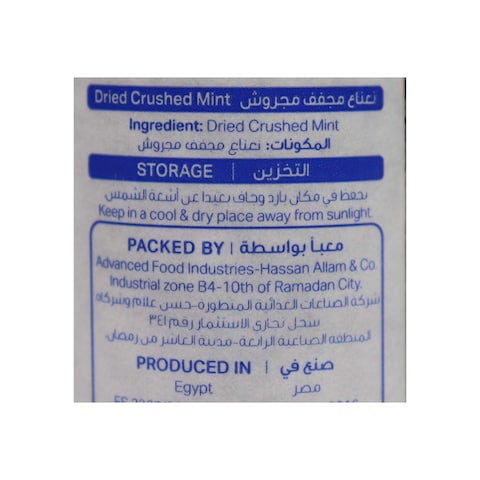 Dried Crushed Mint نعناع مجفف مجروش
Ingredient: Dried Crushed Mint
المكونات: نعناع مجفف مجروش
STORAGE | التخزين
يحفظ في مكان بارد وجاف بعيدا عن أشعة الشمس
Keep in a cool & dry place away from sunlight
PACKED BY | معبأ بواسطة
Advanced Food Industries-Hassan Allam & Co.
Industrial zone B4-10th of Ramadan City.
شركة الصناعات الغذائية المتطورة-حسن علام وشركاه
سجل تجاري الاستثمار رقم ٣٤١
المنطقة الصناعية الرابعة-مدينة العاشر من رمضان.
PRODUCED IN | صنع في
Egypt مصر